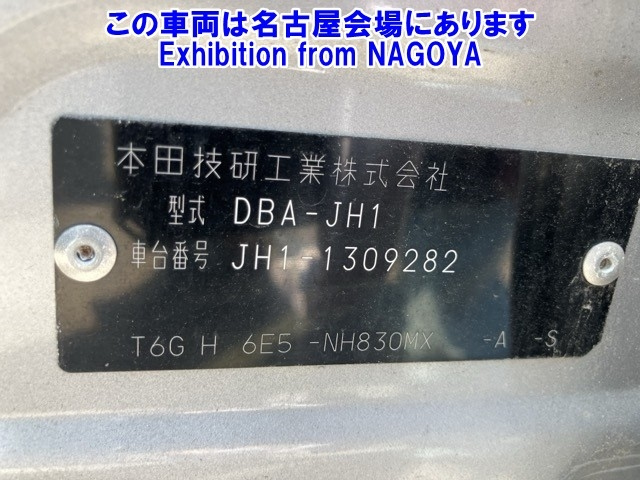 この車両は名古屋会場にあります
Exhibition from NAGOYA
本田技研工業株式会社
型式 DBA-JH1
車台番号 JH1-1309282
T6G H 6E5 -NH830MX -A -S